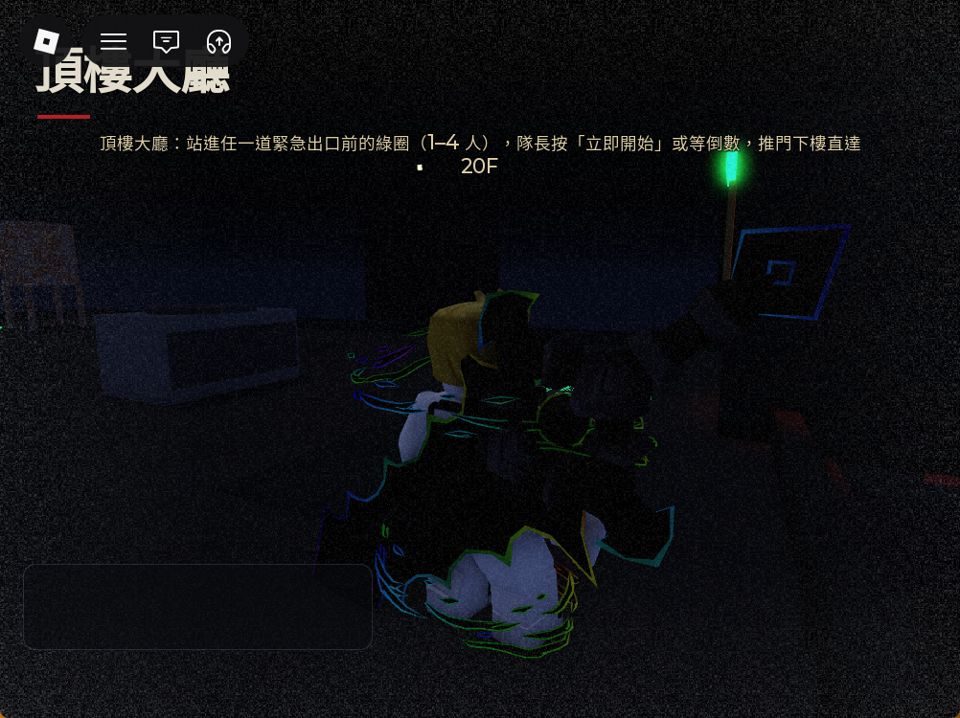 頂樓大廳
頂樓大廳：站進任一道緊急出口前的綠圈（1–4 人），隊長按「立即開始」或等倒數，推門下樓直達
20F